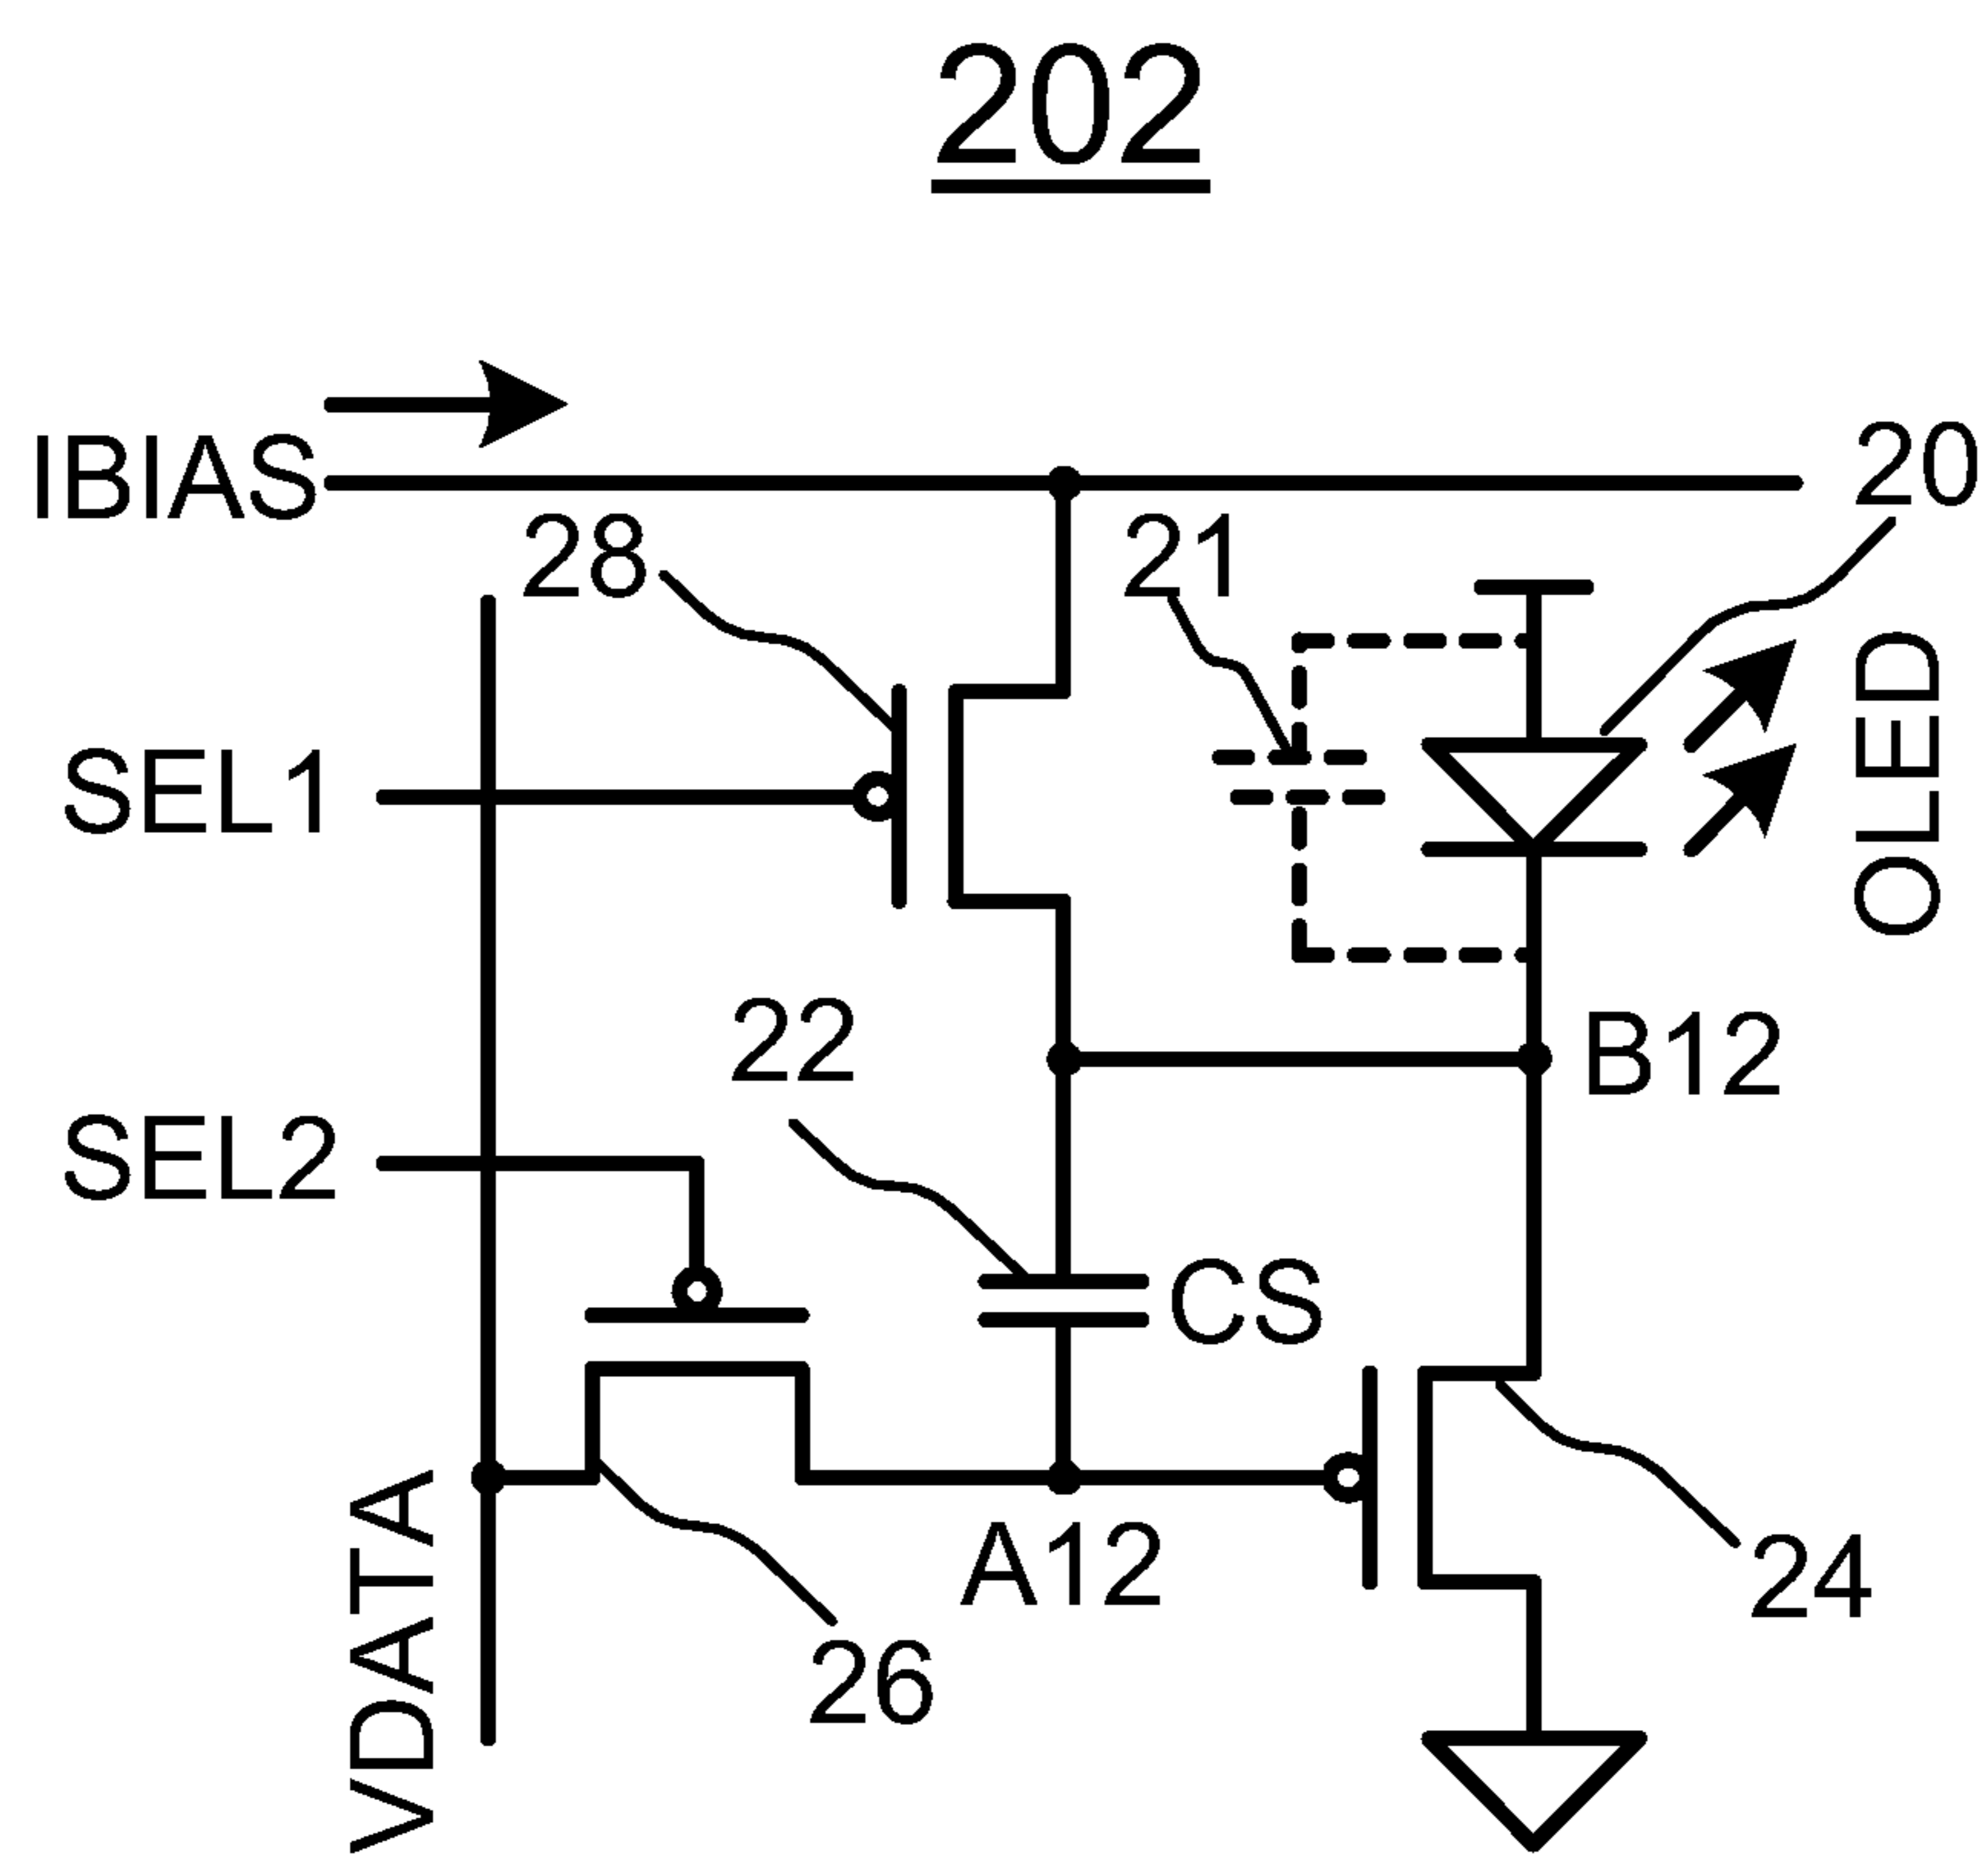 202
IBIAS
20
28
21
OLED
SEL1
22
B12
SEL2
CS
VDATA
A12
24
26